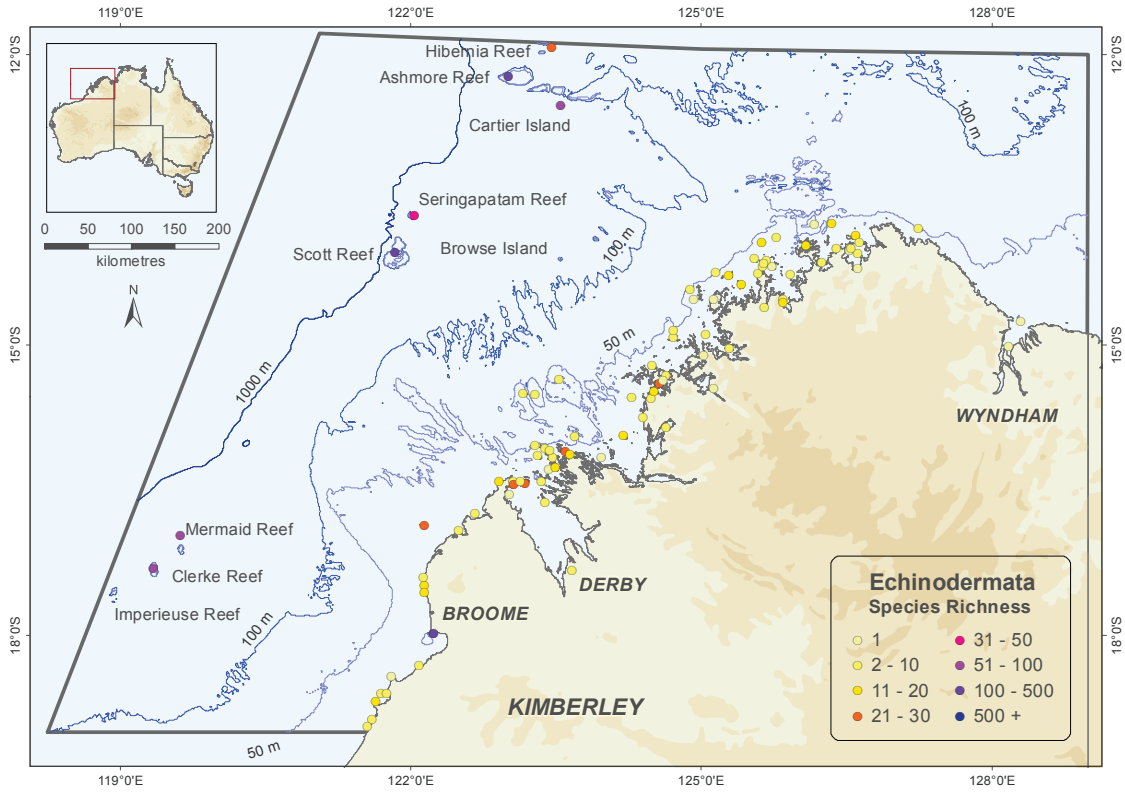 119°0'E 122°0'E 125°0'E 128°0'E
12°S
12°S
Hibernia Reef
Ashmore Reef
Cartier Island
100 m
0 50 100 150 200
kilometres
N
Seringapatam Reef
Scott Reef
Browse Island
100 m
15°0'S
15°0'S
50 m
1000 m
WYNDHAM
Mermaid Reef
Clerke Reef
Imperieuse Reef
DERBY
BROOME
100 m
18°0'S
18°0'S
KIMBERLEY
50 m
Echinodermata
Species Richness
1
2 - 10
11 - 20
21 - 30
31 - 50
51 - 100
100 - 500
500 +
119°0'E 122°0'E 125°0'E 128°0'E